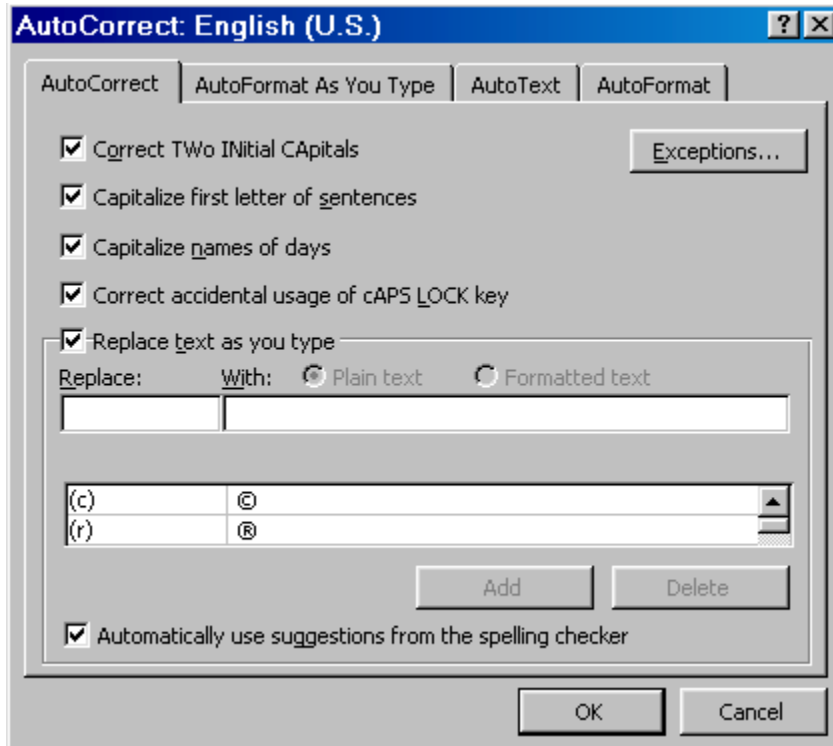 AutoCorrect: English (U.S.)
AutoCorrect AutoFormat As You Type AutoText AutoFormat
Correct TWo INitial CApitals Exceptions...
Capitalize first letter of sentences
Capitalize names of days
Correct accidental usage of cAPS LOCK key
Replace text as you type
Replace: With: Plain text Formatted text
(c) ©
(r) ®
Add Delete
Automatically use suggestions from the spelling checker
OK Cancel